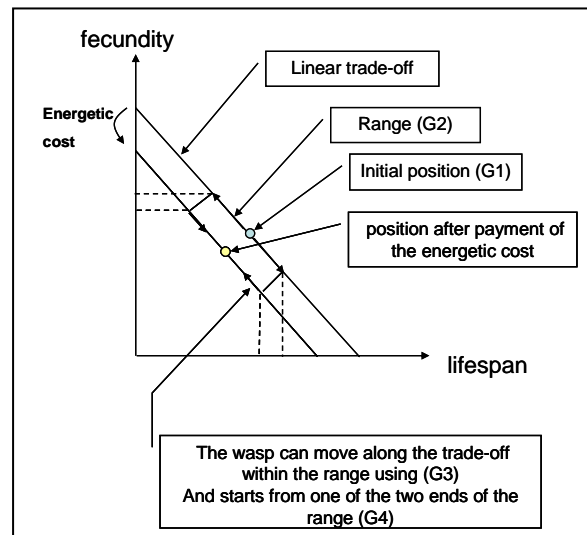 fecundity
Linear trade-off
Energetic
cost
Range (G2)
Initial position (G1)
position after payment of
the energetic cost
lifespan
The wasp can move along the trade-off
within the range using (G3)
And starts from one of the two ends of the
range (G4)